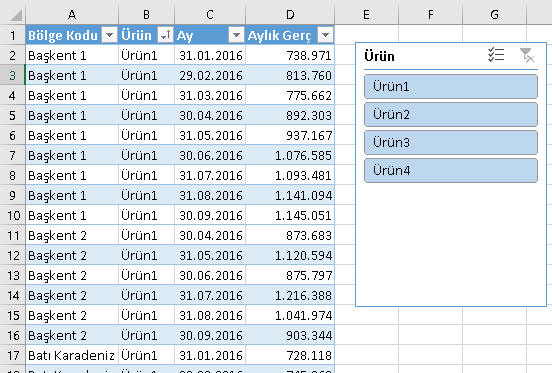 A B C D E F G
1 Bölge Kodu Ürün Ay Aylık Gerç
2 Başkent 1 Ürün1 31.01.2016 738.971
3 Başkent 1 Ürün1 29.02.2016 813.760
4 Başkent 1 Ürün1 31.03.2016 775.662
5 Başkent 1 Ürün1 30.04.2016 892.303
6 Başkent 1 Ürün1 31.05.2016 937.167
7 Başkent 1 Ürün1 30.06.2016 1.076.585
8 Başkent 1 Ürün1 31.07.2016 1.093.481
9 Başkent 1 Ürün1 31.08.2016 1.141.094
10 Başkent 1 Ürün1 30.09.2016 1.145.051
11 Başkent 2 Ürün1 30.04.2016 873.683
12 Başkent 2 Ürün1 31.05.2016 1.120.594
13 Başkent 2 Ürün1 30.06.2016 875.797
14 Başkent 2 Ürün1 31.07.2016 1.216.388
15 Başkent 2 Ürün1 31.08.2016 1.041.974
16 Başkent 2 Ürün1 30.09.2016 903.344
17 Batı Karadeniz Ürün1 31.01.2016 728.118
Ürün
Ürün1
Ürün2
Ürün3
Ürün4